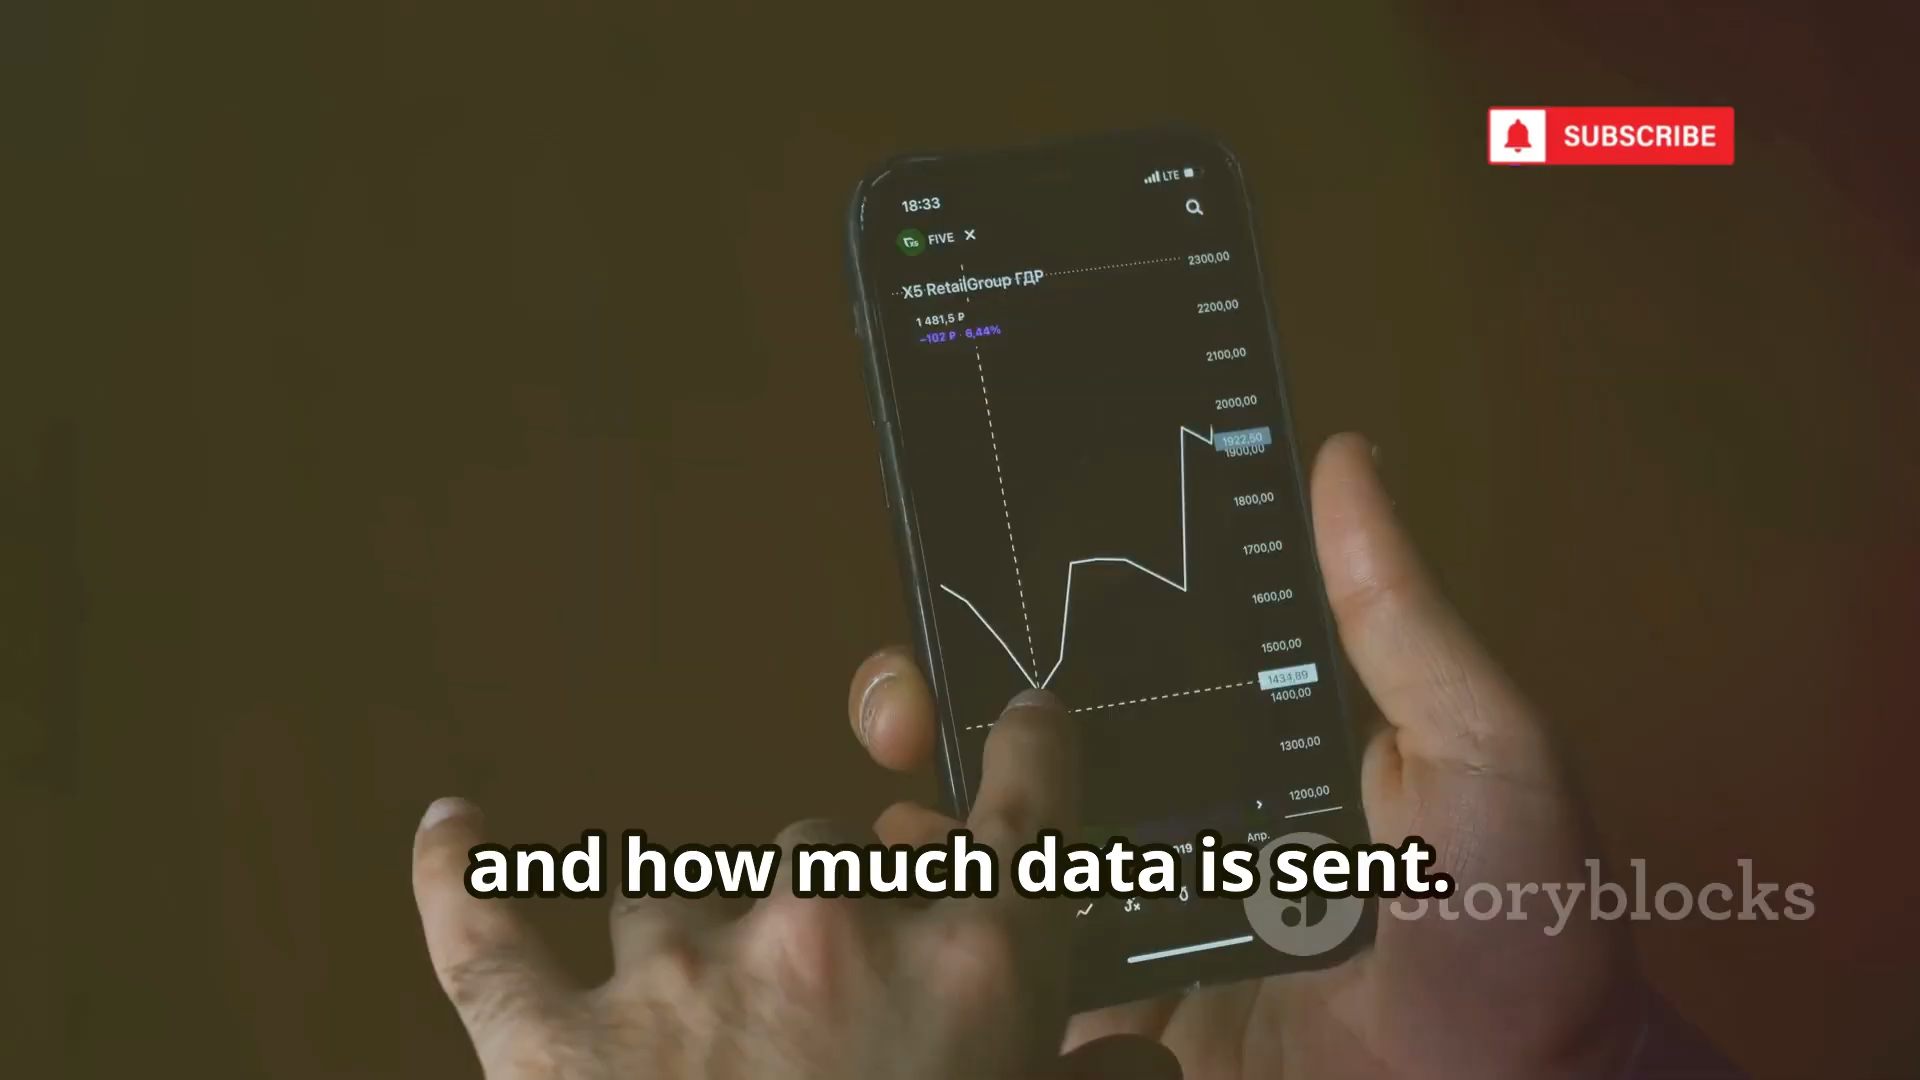 SUBSCRIBE
18:33
LTE
FIVE
X5 RetailGroup ГДР
1 481,5 ₽
−102 ₽ · 6,44%
2300,00
2200,00
2100,00
2000,00
1922,50
1900,00
1800,00
1700,00
1600,00
1500,00
1434,89
1400,00
1300,00
1200,00
Апр.
and how much data is sent.
Storyblocks